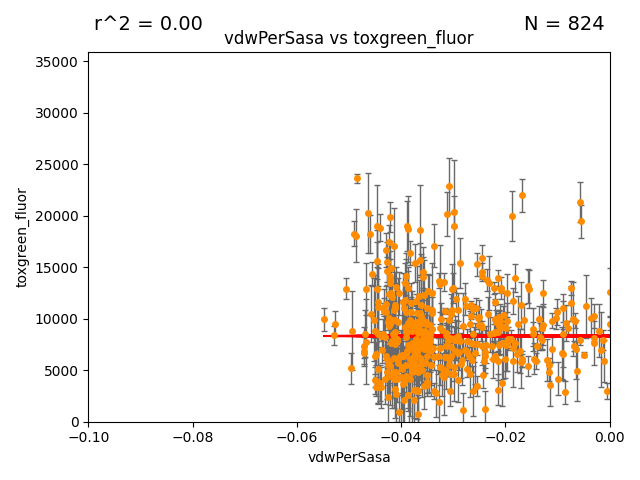 r^2 = 0.00
N = 824
vdwPerSasa vs toxgreen_fluor
35000
30000
25000
20000
15000
10000
5000
0
toxgreen_fluor
−0.10
−0.08
−0.06
−0.04
−0.02
0.00
vdwPerSasa